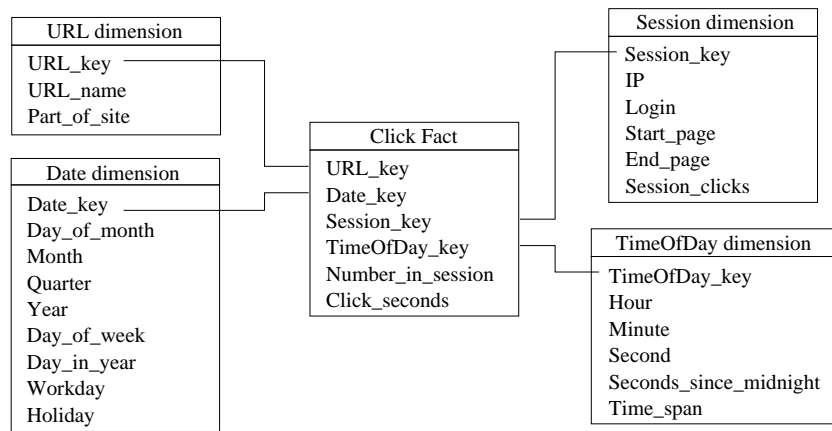 URL dimension
URL_key
URL_name
Part_of_site
Date dimension
Date_key
Day_of_month
Month
Quarter
Year
Day_of_week
Day_in_year
Workday
Holiday
Click Fact
URL_key
Date_key
Session_key
TimeOfDay_key
Number_in_session
Click_seconds
Session dimension
Session_key
IP
Login
Start_page
End_page
Session_clicks
TimeOfDay dimension
TimeOfDay_key
Hour
Minute
Second
Seconds_since_midnight
Time_span